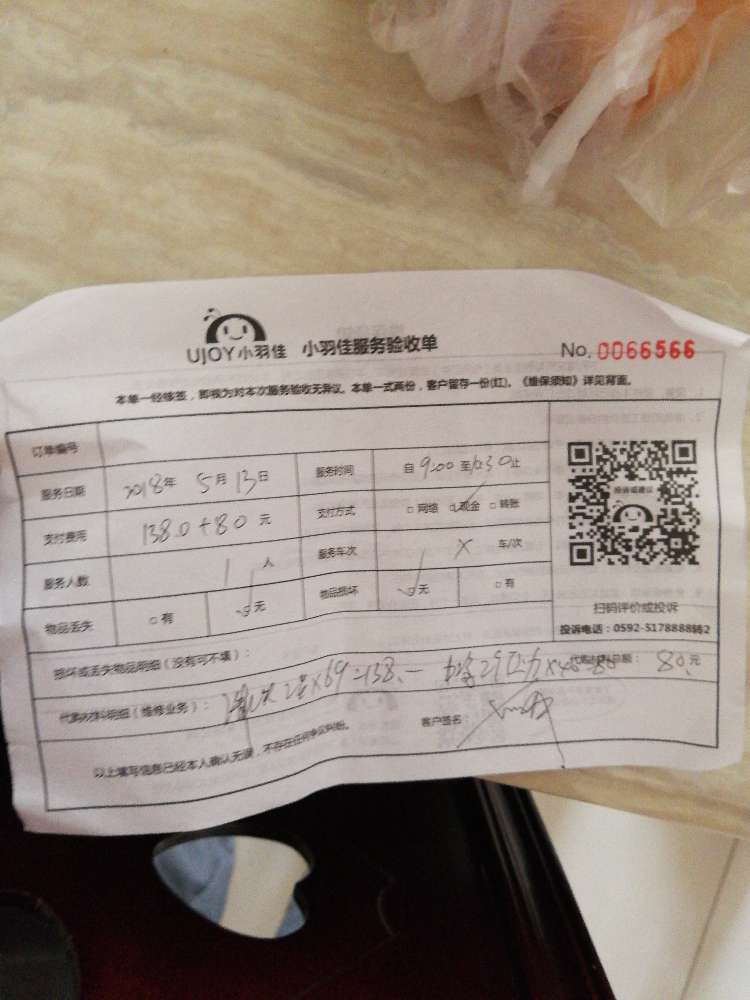 UJOY小羽佳 小羽佳服务验收单 No. 0066566
本单一经修签，即视为对本次服务验收无异议。本单一式两份，客户留存一份(红)。《维保须知》详见背面。
订单编号
服务日期 2018年 5月 13日 服务时间 自 9:00 至 10:30 止
支付费用 138.0+80 元 支付方式 □ 网络 □ 现金 □ 转账
服务人数 1 人 服务车次 X 车/次
物品丢失 □ 有 □ 无 物品损坏 □ 无 □ 有
投诉或建议
扫码评价或投诉
投诉电话：0592-5178888转2
损坏或丢失物品明细（没有可不填）：
代购材料明细（维修业务）： X69=138.- 代购材料总额： 80 元
以上填写信息已经本人确认无误，不存在任何争议纠纷。 客户签名：